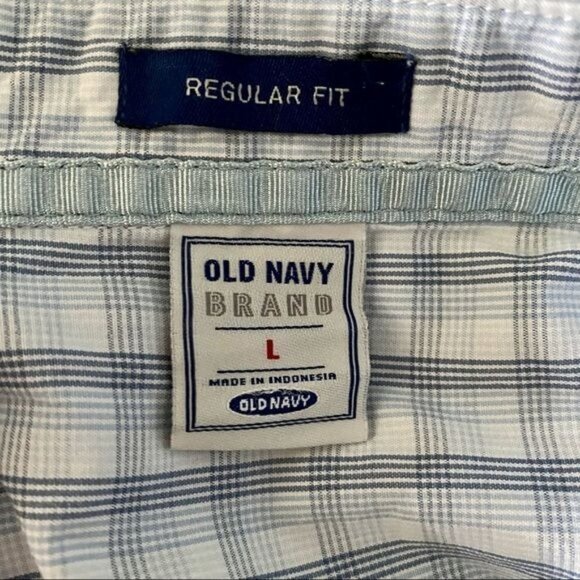 REGULAR FIT
OLD NAVY
BRAND
L
MADE IN INDONESIA
OLD NAVY